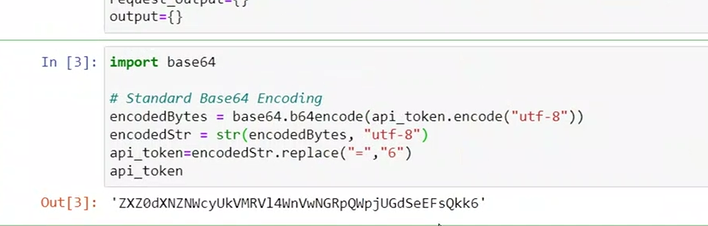 output={}
In [3]: import base64
# Standard Base64 Encoding
encodedBytes = base64.b64encode(api_token.encode("utf-8"))
encodedStr = str(encodedBytes, "utf-8")
api_token=encodedStr.replace("=","6")
api_token
Out[3]: 'ZXZ0dXNZNWcyUkVMRVl4WnVwNGRpQWpjUGdSeEFsQkk6'